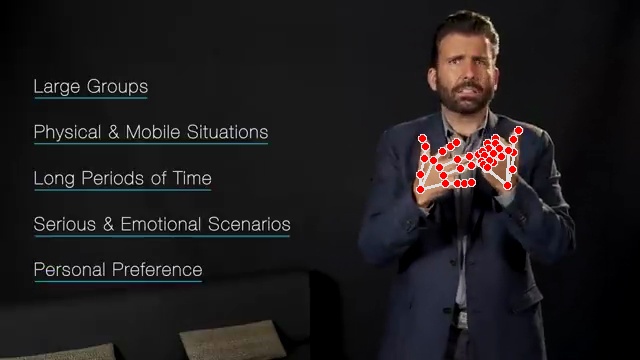 Large Groups
Physical & Mobile Situations
Long Periods of Time
Serious & Emotional Scenarios
Personal Preference